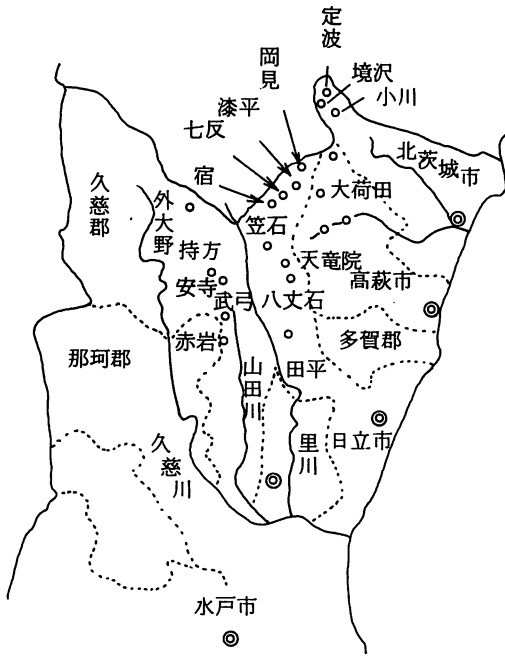 定波
境沢
小川
岡見
漆平
七反
宿
北茨城市
大荷田
久慈郡
外大野
笠石
持方
天竜院
安寺
武弓
八丈石
高萩市
赤岩
多賀郡
那珂郡
山田川
田平
里川
日立市
久慈川
水戸市